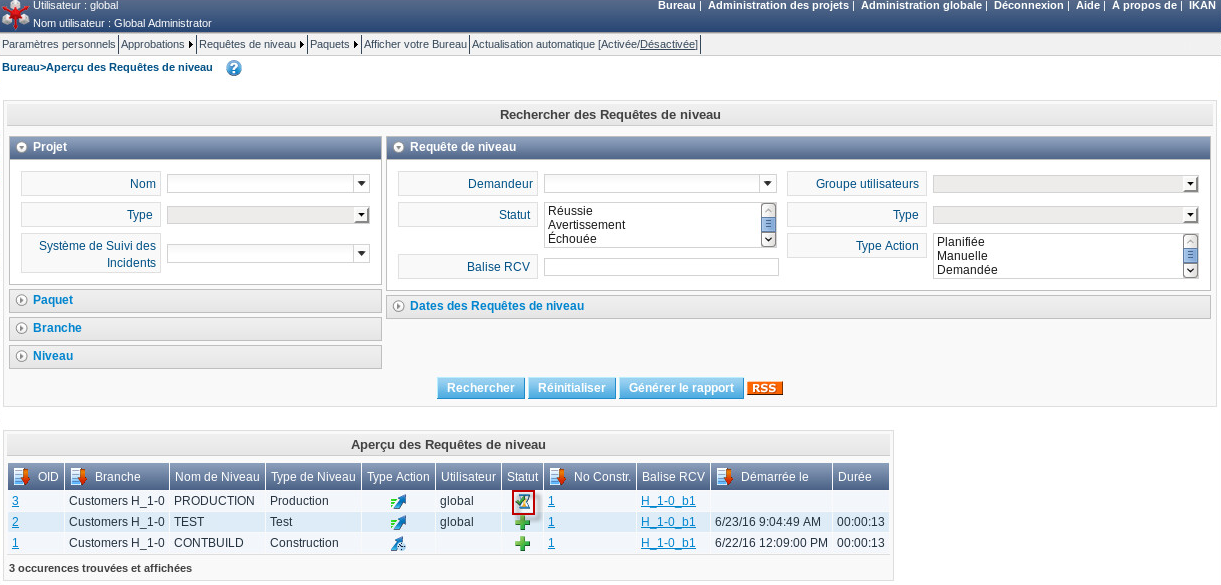 Utilisateur : global
Nom utilisateur : Global Administrator
Bureau | Administration des projets | Administration globale | Déconnexion | Aide | À propos de | IKAN
Paramètres personnels | Approbations | Requêtes de niveau | Paquets | Afficher votre Bureau | Actualisation automatique [Activée/Désactivée]
Bureau>Aperçu des Requêtes de niveau
Rechercher des Requêtes de niveau
Projet
Nom
Type
Système de Suivi des
Incidents
Paquet
Branche
Niveau
Requête de niveau
Demandeur
Statut
Réussie
Avertissement
Échouée
Balise RCV
Groupe utilisateurs
Type
Type Action
Planifiée
Manuelle
Demandée
Dates des Requêtes de niveau
Rechercher Réinitialiser Générer le rapport RSS
Aperçu des Requêtes de niveau
OID Branche Nom de Niveau Type de Niveau Type Action Utilisateur Statut No Constr. Balise RCV Démarrée le Durée
3 Customers H_1-0 PRODUCTION Production global 1 H_1-0_b1
2 Customers H_1-0 TEST Test global 1 H_1-0_b1 6/23/16 9:04:49 AM 00:00:13
1 Customers H_1-0 CONTBUILD Construction 1 H_1-0_b1 6/22/16 12:09:00 PM 00:00:13
3 occurences trouvées et affichées